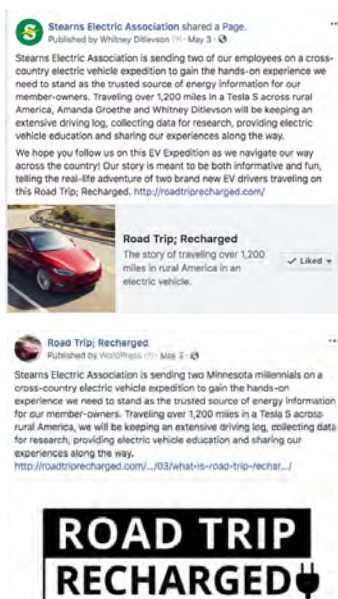 Stearns Electric Association shared a Page.
Published by Whitney Ditlevson [?] · May 3 ·
Stearns Electric Association is sending two of our employees on a cross-
country electric vehicle expedition to gain the hands-on experience we
need to stand as the trusted source of energy information for our
member-owners. Traveling over 1,200 miles in a Tesla S across rural
America, Amanda Groethe and Whitney Ditlevson will be keeping an
extensive driving log, collecting data for research, providing electric
vehicle education and sharing our experiences along the way.
We hope you follow us on this EV Expedition as we navigate our way
across the country! Our story is meant to be both informative and fun,
telling the real-life adventure of two brand new EV drivers traveling on
this Road Trip; Recharged. http://roadtriprecharged.com/
Road Trip; Recharged
The story of traveling over 1,200
miles in rural America in an
electric vehicle.
Liked
Road Trip; Recharged
Published by WordPress [?] · May 3 ·
Stearns Electric Association is sending two Minnesota millennials on a
cross-country electric vehicle expedition to gain the hands-on
experience we need to stand as the trusted source of energy information
for our member-owners. Traveling over 1,200 miles in a Tesla S across
rural America, we will be keeping an extensive driving log, collecting data
for research, providing electric vehicle education and sharing our
experiences along the way.
http://roadtriprecharged.com/.../03/what-is-road-trip-rechar.../
ROAD TRIP
RECHARGED